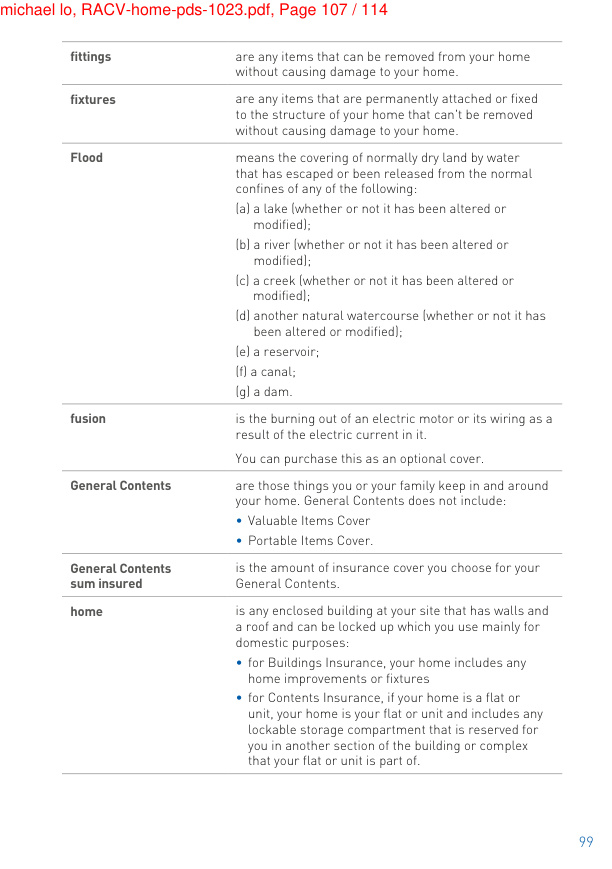 michael lo, RACV-home-pds-1023.pdf, Page 107 / 114
fittings
are any items that can be removed from your home
without causing damage to your home.
fixtures
are any items that are permanently attached or fixed
to the structure of your home that can't be removed
without causing damage to your home.
Flood
means the covering of normally dry land by water
that has escaped or been released from the normal
confines of any of the following:
(a) a lake (whether or not it has been altered or
modified);
(b) a river (whether or not it has been altered or
modified);
(c) a creek (whether or not it has been altered or
modified);
(d) another natural watercourse (whether or not it has
been altered or modified);
(e) a reservoir;
(f) a canal;
(g) a dam.
fusion
is the burning out of an electric motor or its wiring as a
result of the electric current in it.
You can purchase this as an optional cover.
General Contents
are those things you or your family keep in and around
your home. General Contents does not include:
• Valuable Items Cover
• Portable Items Cover.
General Contents
sum insured
is the amount of insurance cover you choose for your
General Contents.
home
is any enclosed building at your site that has walls and
a roof and can be locked up which you use mainly for
domestic purposes:
• for Buildings Insurance, your home includes any
home improvements or fixtures
• for Contents Insurance, if your home is a flat or
unit, your home is your flat or unit and includes any
lockable storage compartment that is reserved for
you in another section of the building or complex
that your flat or unit is part of.
99